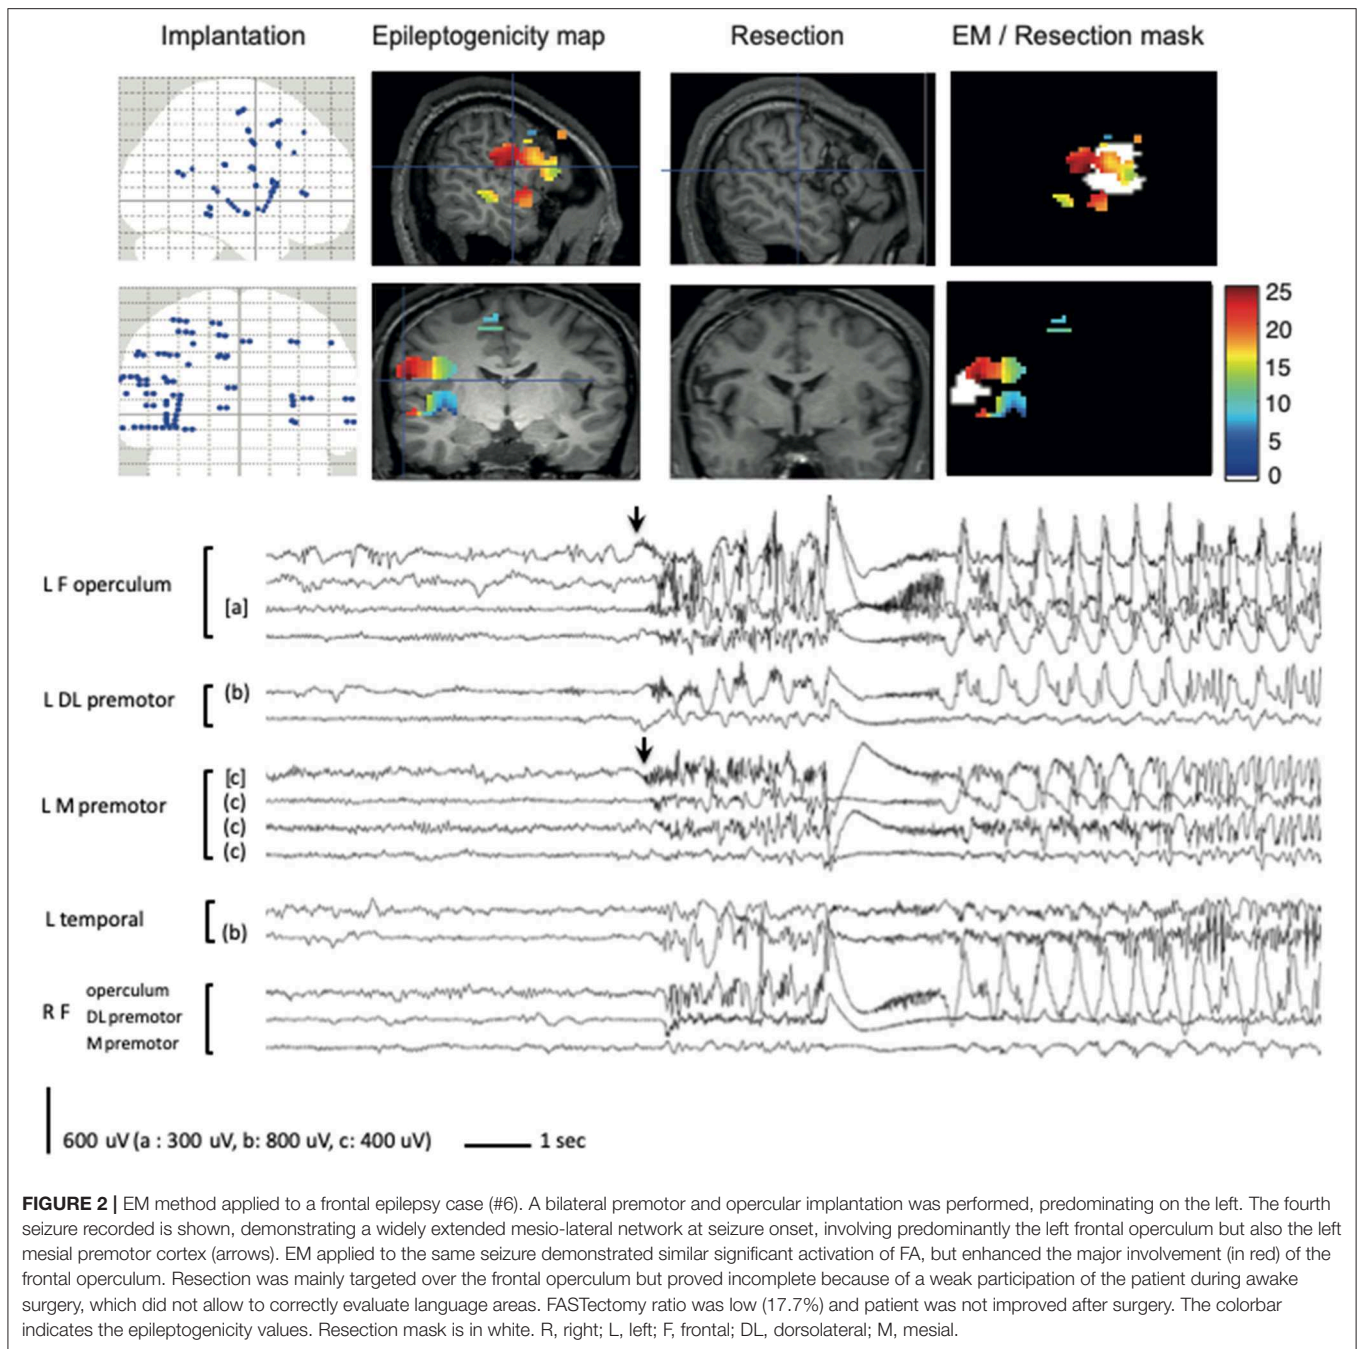 Implantation Epileptogenicity map Resection EM / Resection mask
25
20
15
10
5
0
L F operculum
[a]
L DL premotor
(b)
L M premotor
[c]
(c)
(c)
(c)
L temporal
(b)
R F
operculum
DL premotor
M premotor
600 uV (a : 300 uV, b: 800 uV, c: 400 uV) 1 sec
FIGURE 2 | EM method applied to a frontal epilepsy case (#6). A bilateral premotor and opercular implantation was performed, predominating on the left. The fourth
seizure recorded is shown, demonstrating a widely extended mesio-lateral network at seizure onset, involving predominantly the left frontal operculum but also the left
mesial premotor cortex (arrows). EM applied to the same seizure demonstrated similar significant activation of FA, but enhanced the major involvement (in red) of the
frontal operculum. Resection was mainly targeted over the frontal operculum but proved incomplete because of a weak participation of the patient during awake
surgery, which did not allow to correctly evaluate language areas. FASTectomy ratio was low (17.7%) and patient was not improved after surgery. The colorbar
indicates the epileptogenicity values. Resection mask is in white. R, right; L, left; F, frontal; DL, dorsolateral; M, mesial.